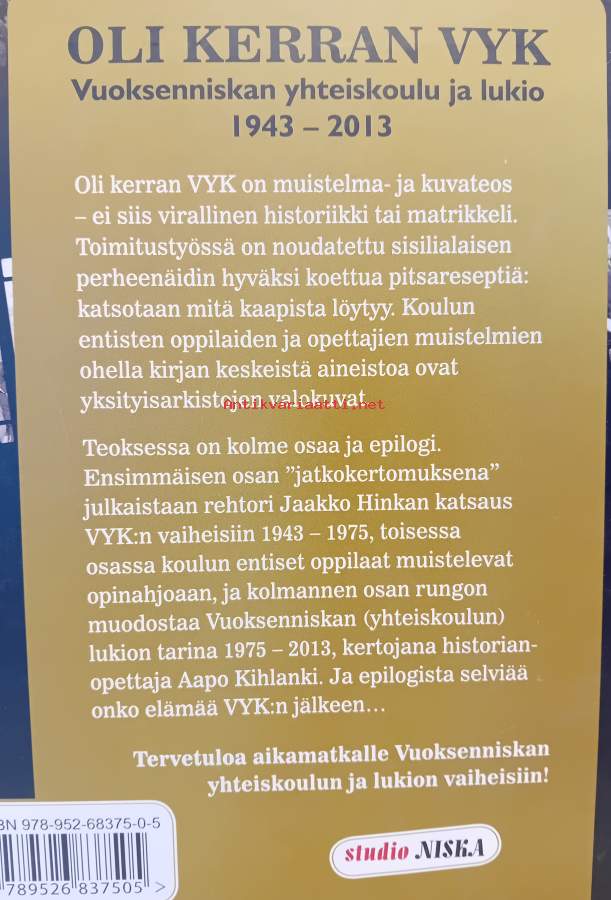 OLI KERRAN VYK
Vuoksenniskan yhteiskoulu ja lukio
1943 – 2013
Oli kerran VYK on muistelma- ja kuvateos
– ei siis virallinen historiikki tai matrikkeli.
Toimitustyössä on noudatettu sisilialaisen
perheenäidin hyväksi koettua pitsareseptiä:
katsotaan mitä kaapista löytyy. Koulun
entisten oppilaiden ja opettajien muistelmien
ohella kirjan keskeistä aineistoa ovat
yksityisarkistojen valokuvat.
Antikvariaatti.net
Teoksessa on kolme osaa ja epilogi.
Ensimmäisen osan ”jatkokertomuksena”
julkaistaan rehtori Jaakko Hinkan katsaus
VYK:n vaiheisiin 1943 – 1975, toisessa
osassa koulun entiset oppilaat muistelevat
opinahjoaan, ja kolmannen osan rungon
muodostaa Vuoksenniskan (yhteiskoulun)
lukion tarina 1975 – 2013, kertojana historian-
opettaja Aapo Kihlanki. Ja epilogista selviää
onko elämää VYK:n jälkeen…
Tervetuloa aikamatkalle Vuoksenniskan
yhteiskoulun ja lukion vaiheisiin!
BN 978-952-68375-0-5
789526 837505 >
studio NISKA